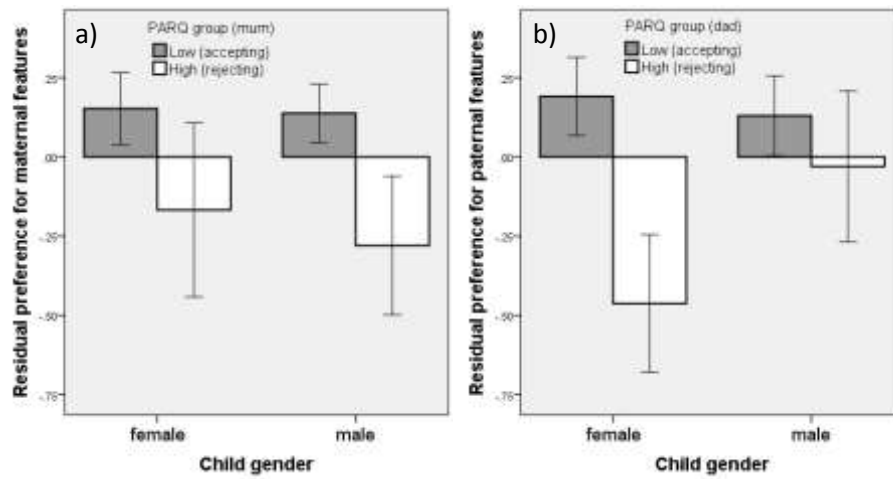 a)
PARQ group (mum)
Low (accepting)
High (rejecting)
Residual preference for maternal features
.25
.00
-.25
-.50
-.75
female
male
Child gender
b)
PARQ group (dad)
Low (accepting)
High (rejecting)
Residual preference for paternal features
.25
.00
-.25
-.50
-.75
female
male
Child gender